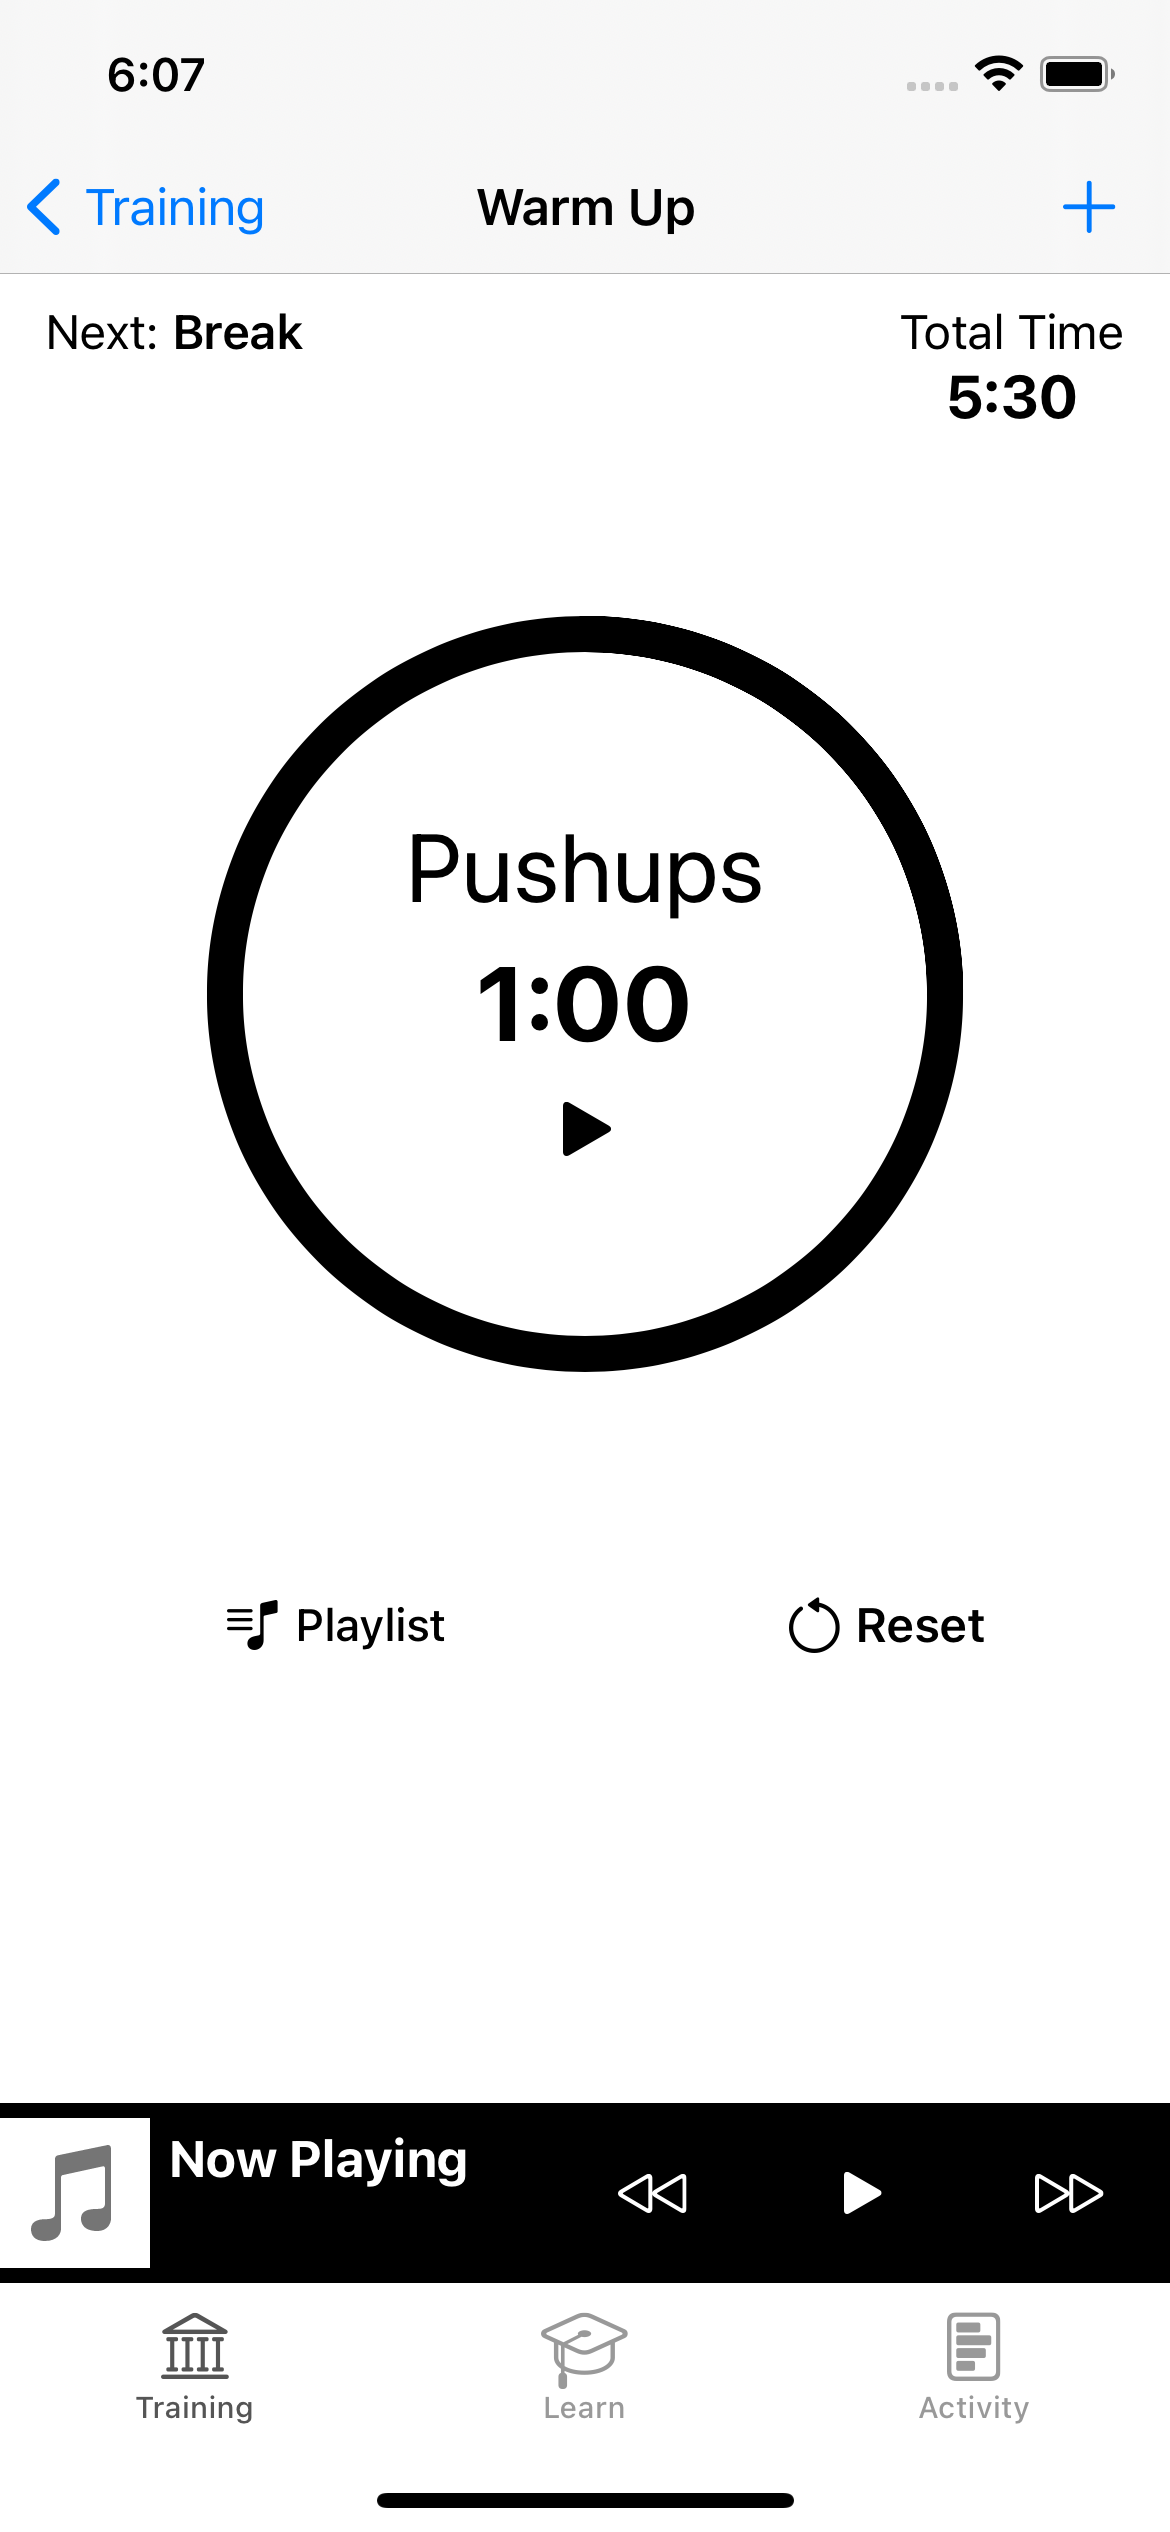 6:07
Training
Warm Up
Next: Break
Total Time
5:30
Pushups
1:00
Playlist
Reset
Now Playing
Training
Learn
Activity